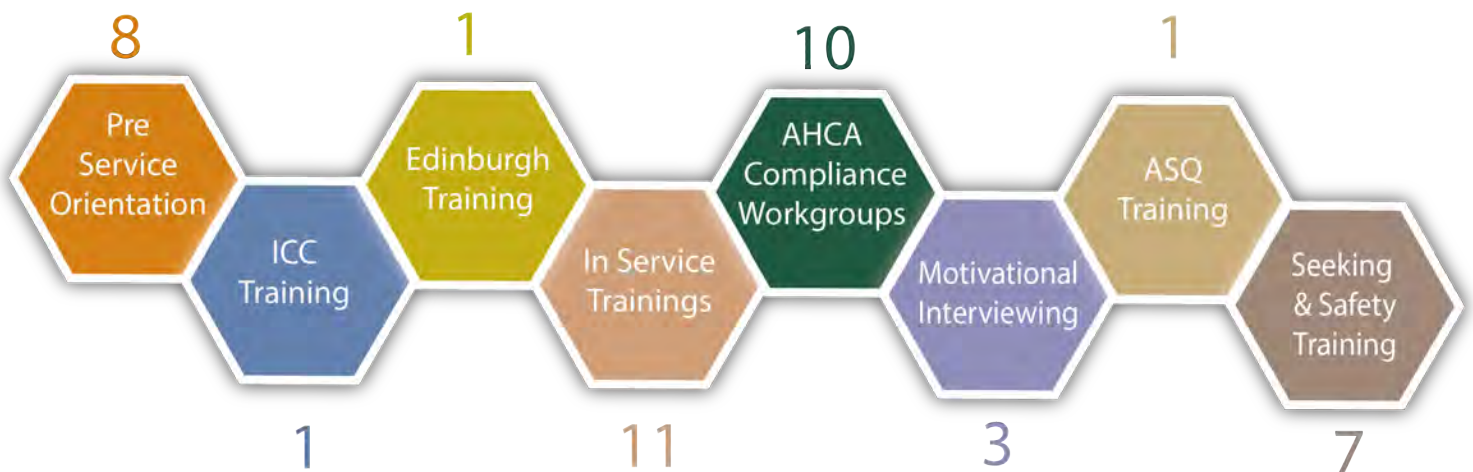 8
Pre
Service
Orientation
ICC
Training
1
1
Edinburgh
Training
In Service
Trainings
11
10
AHCA
Compliance
Workgroups
Motivational
Interviewing
3
1
ASQ
Training
Seeking
& Safety
Training
7